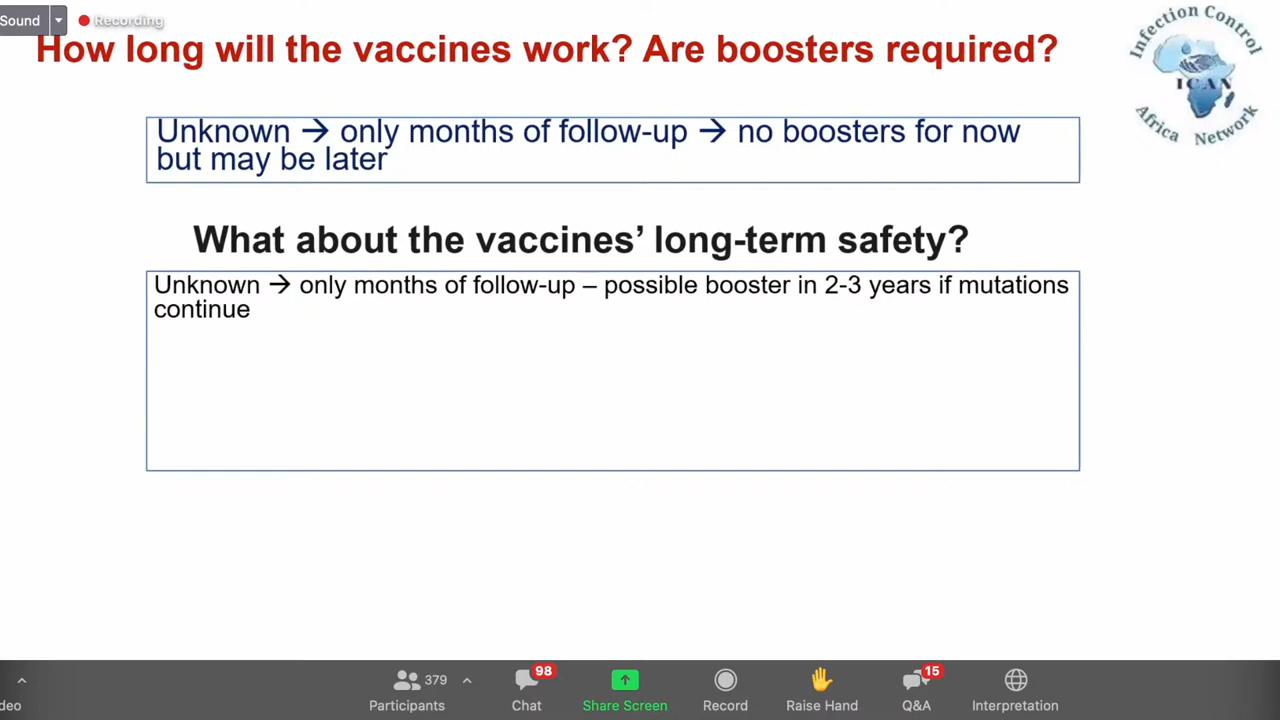 Sound
Recording
How long will the vaccines work? Are boosters required?
Infection Control
ICAN
Africa Network
Unknown → only months of follow-up → no boosters for now
but may be later
What about the vaccines’ long-term safety?
Unknown → only months of follow-up – possible booster in 2-3 years if mutations
continue
379
98
15
deo
Participants
Chat
Share Screen
Record
Raise Hand
Q&A
Interpretation